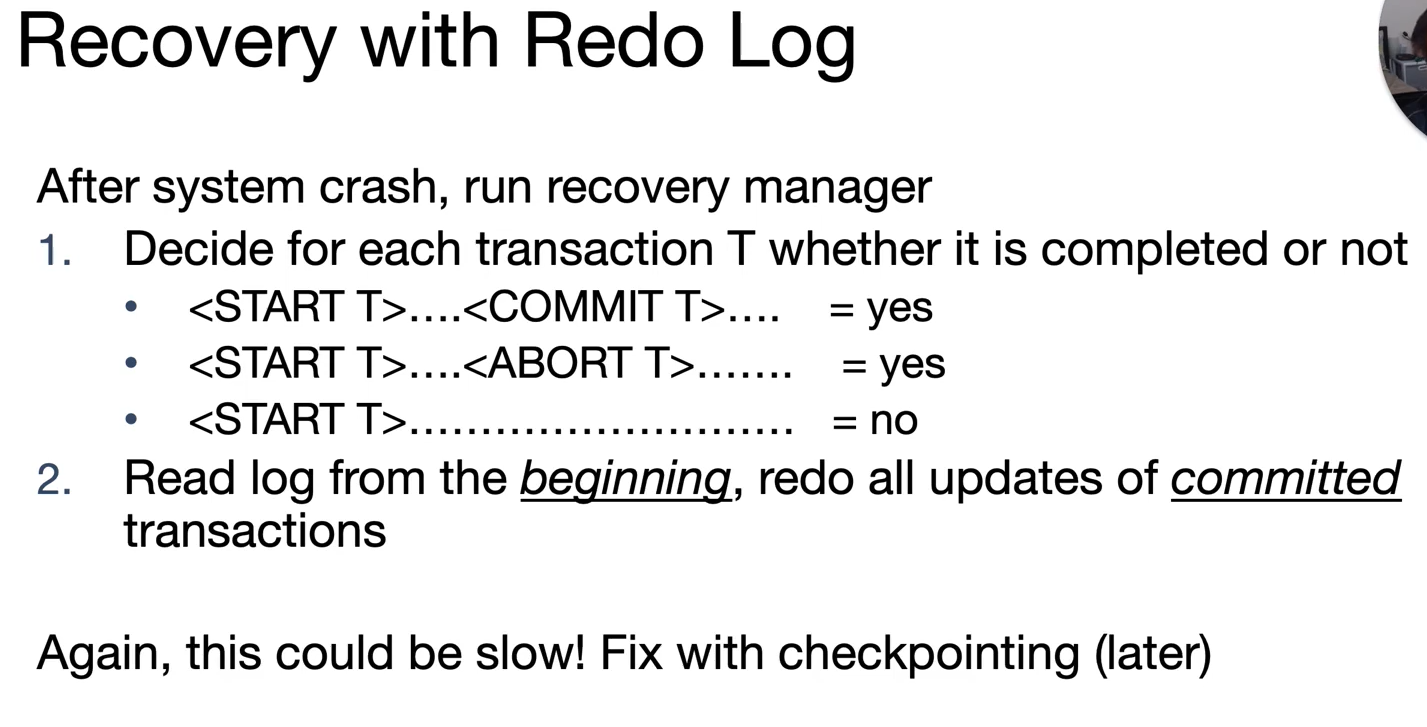 Recovery with Redo Log
After system crash, run recovery manager
1. Decide for each transaction T whether it is completed or not
• <START T>....<COMMIT T>.... = yes
• <START T>....<ABORT T>....... = yes
• <START T>........................... = no
2. Read log from the beginning, redo all updates of committed
transactions
Again, this could be slow! Fix with checkpointing (later)